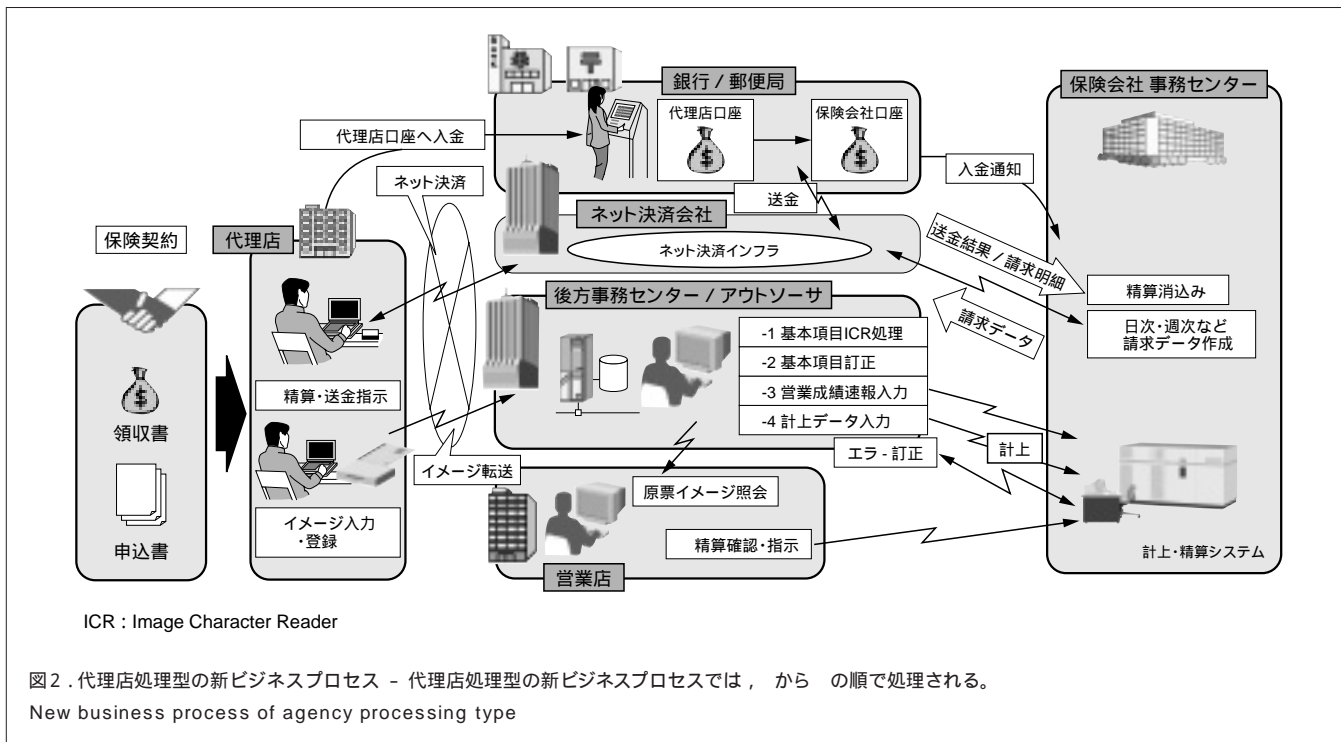 銀行 / 郵便局
代理店口座
保険会社口座
保険会社 事務センター
代理店口座へ入金
ネット決済
入金通知
送金
ネット決済会社
ネット決済インフラ
送金結果 / 請求明細
請求データ
保険契約
代理店
精算消込み
日次・週次など
請求データ作成
後方事務センター / アウトソーサ
-1 基本項目ICR処理
-2 基本項目訂正
-3 営業成績速報入力
-4 計上データ入力
領収書
申込書
精算・送金指示
イメージ入力
・登録
イメージ転送
エラ - 訂正
計上
原票イメージ照会
精算確認・指示
営業店
計上・精算システム
ICR : Image Character Reader
図2 . 代理店処理型の新ビジネスプロセス − 代理店処理型の新ビジネスプロセスでは , から の順で処理される。
New business process of agency processing type